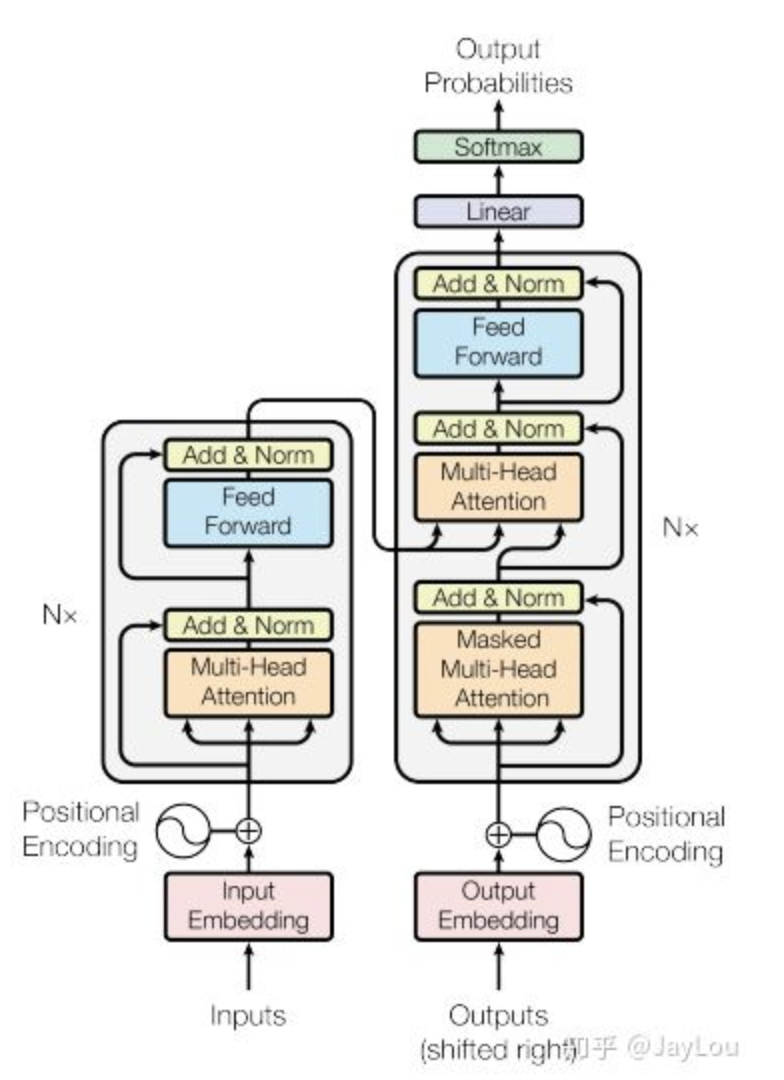 Output
Probabilities
Softmax
Linear
Add & Norm
Feed
Forward
Add & Norm
Multi-Head
Attention
Add & Norm
Masked
Multi-Head
Attention
Nx
Add & Norm
Feed
Forward
Add & Norm
Multi-Head
Attention
Nx
Positional
Encoding
Positional
Encoding
Input
Embedding
Output
Embedding
Inputs
Outputs
(shifted right)
知乎 @JayLou